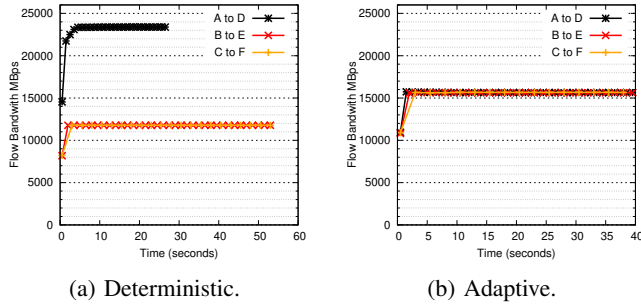 25000
20000
15000
10000
5000
0
Flow Bandwith MBps
A to D
B to E
C to F
0 10 20 30 40 50 60
Time (seconds)
(a) Deterministic.
25000
20000
15000
10000
5000
0
Flow Bandwith MBps
A to D
B to E
C to F
0 5 10 15 20 25 30 35 40
Time (seconds)
(b) Adaptive.